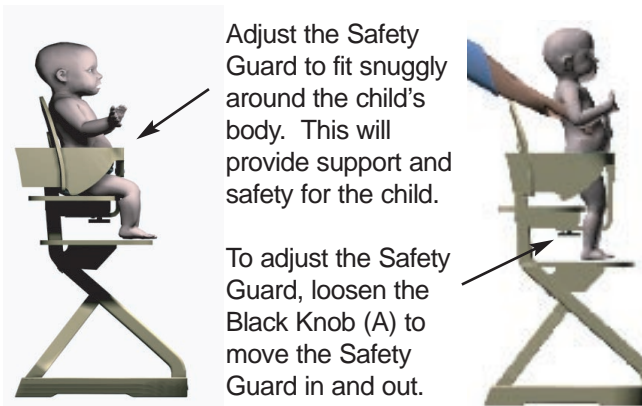 Adjust the Safety
Guard to fit snuggly
around the child's
body.  This will
provide support and
safety for the child.
To adjust the Safety
Guard, loosen the
Black Knob (A) to
move the Safety
Guard in and out.